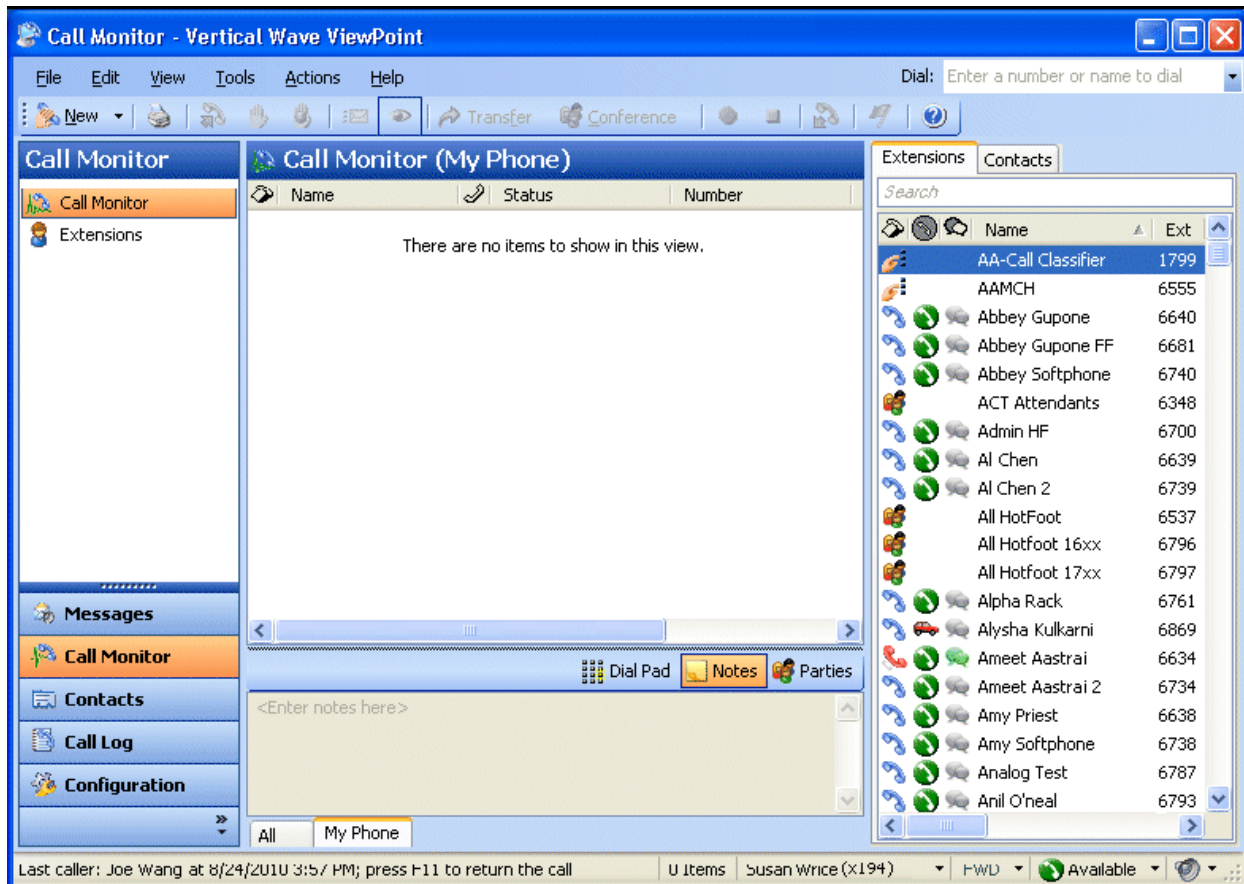 Call Monitor - Vertical Wave ViewPoint
File Edit View Tools Actions Help
Dial: Enter a number or name to dial
New Transfer Conference
Call Monitor
Call Monitor
Extensions
Messages
Call Monitor
Contacts
Call Log
Configuration
Call Monitor (My Phone)
Name Status Number
There are no items to show in this view.
Dial Pad Notes Parties
<Enter notes here>
All My Phone
Extensions Contacts
Search
Name Ext
AA-Call Classifier 1799
AAMCH 6555
Abbey Gupone 6640
Abbey Gupone FF 6681
Abbey Softphone 6740
ACT Attendants 6348
Admin HF 6700
Al Chen 6639
Al Chen 2 6739
All HotFoot 6537
All Hotfoot 16xx 6796
All Hotfoot 17xx 6797
Alpha Rack 6761
Alysha Kulkarni 6869
Ameet Aastrai 6634
Ameet Aastrai 2 6734
Amy Priest 6638
Amy Softphone 6738
Analog Test 6787
Anil O'neal 6793
Last caller: Joe Wang at 8/24/2010 3:57 PM; press F11 to return the call 0 Items Susan Wrice (x194) FWD Available